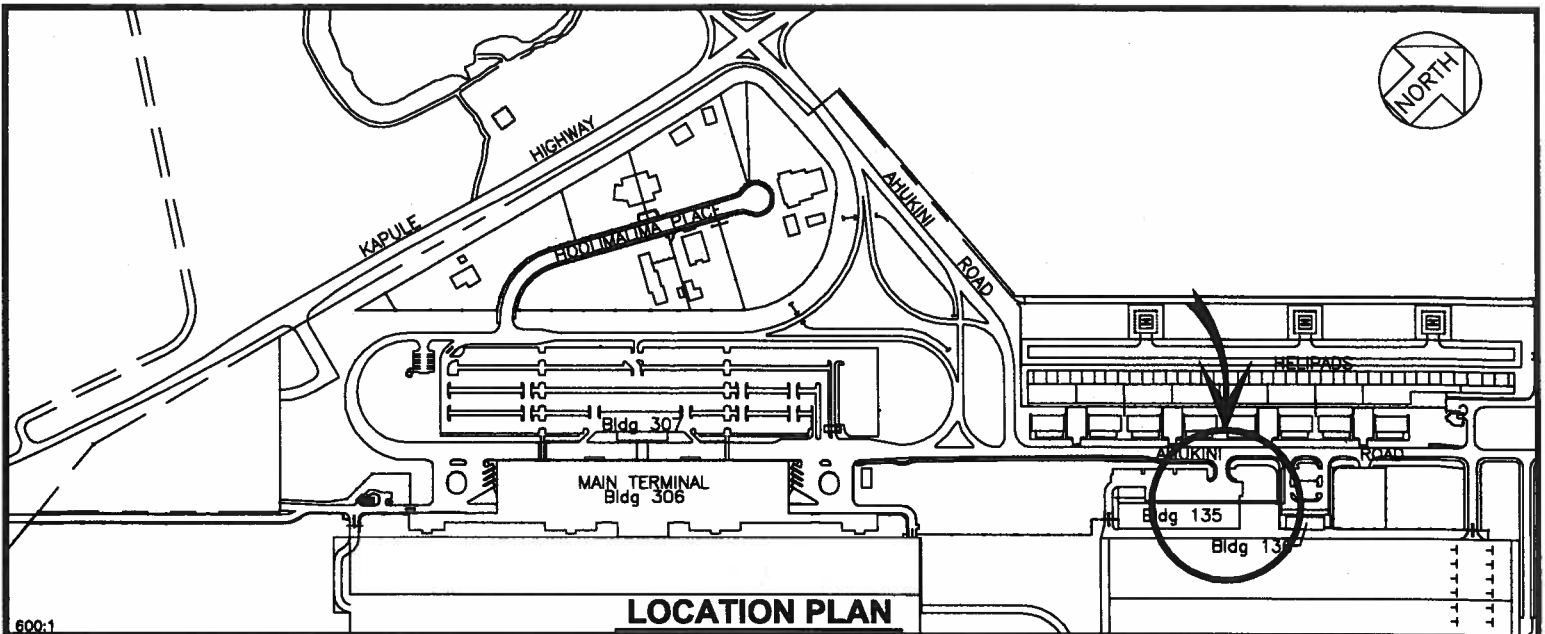 NORTH
KAPULE HIGHWAY
HOOLIMALIMA PLACE
AHUKINI ROAD
HELIPADS
Bldg 307
AHUKINI ROAD
MAIN TERMINAL
Bldg 306
Bldg 135
Bldg
LOCATION PLAN
600:1